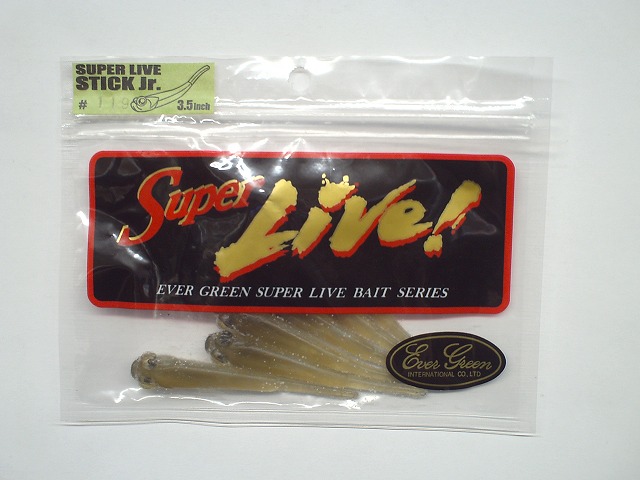 SUPER LIVE
STICK Jr.
# 119 3.5inch
Super Live!
EVER GREEN SUPER LIVE BAIT SERIES
Ever Green
INTERNATIONAL CO., LTD